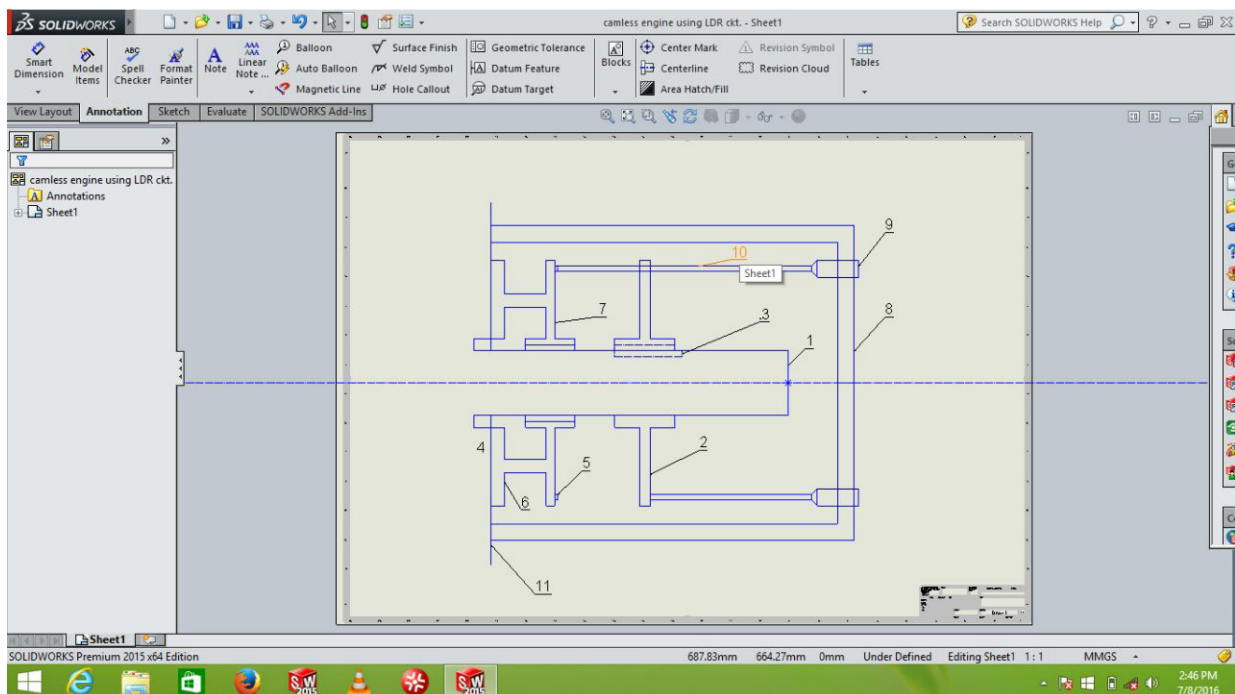 SOLIDWORKS
camless engine using LDR ckt. - Sheet1
Search SOLIDWORKS Help
Smart Dimension
Model Items
ABC
Spell Checker
Format Painter
Note
Linear Note ...
Balloon
Auto Balloon
Magnetic Line
Surface Finish
Weld Symbol
Hole Callout
Geometric Tolerance
Datum Feature
Datum Target
Blocks
Center Mark
Centerline
Area Hatch/Fill
Revision Symbol
Revision Cloud
Tables
View Layout
Annotation
Sketch
Evaluate
SOLIDWORKS Add-Ins
camless engine using LDR ckt.
Annotations
Sheet1
10
Sheet1
9
7
.3
1
8
4
5
2
6
11
Sheet1
SOLIDWORKS Premium 2015 x64 Edition
687.83mm 664.27mm 0mm Under Defined Editing Sheet1 1 : 1 MMGS
2:46 PM
7/8/2016